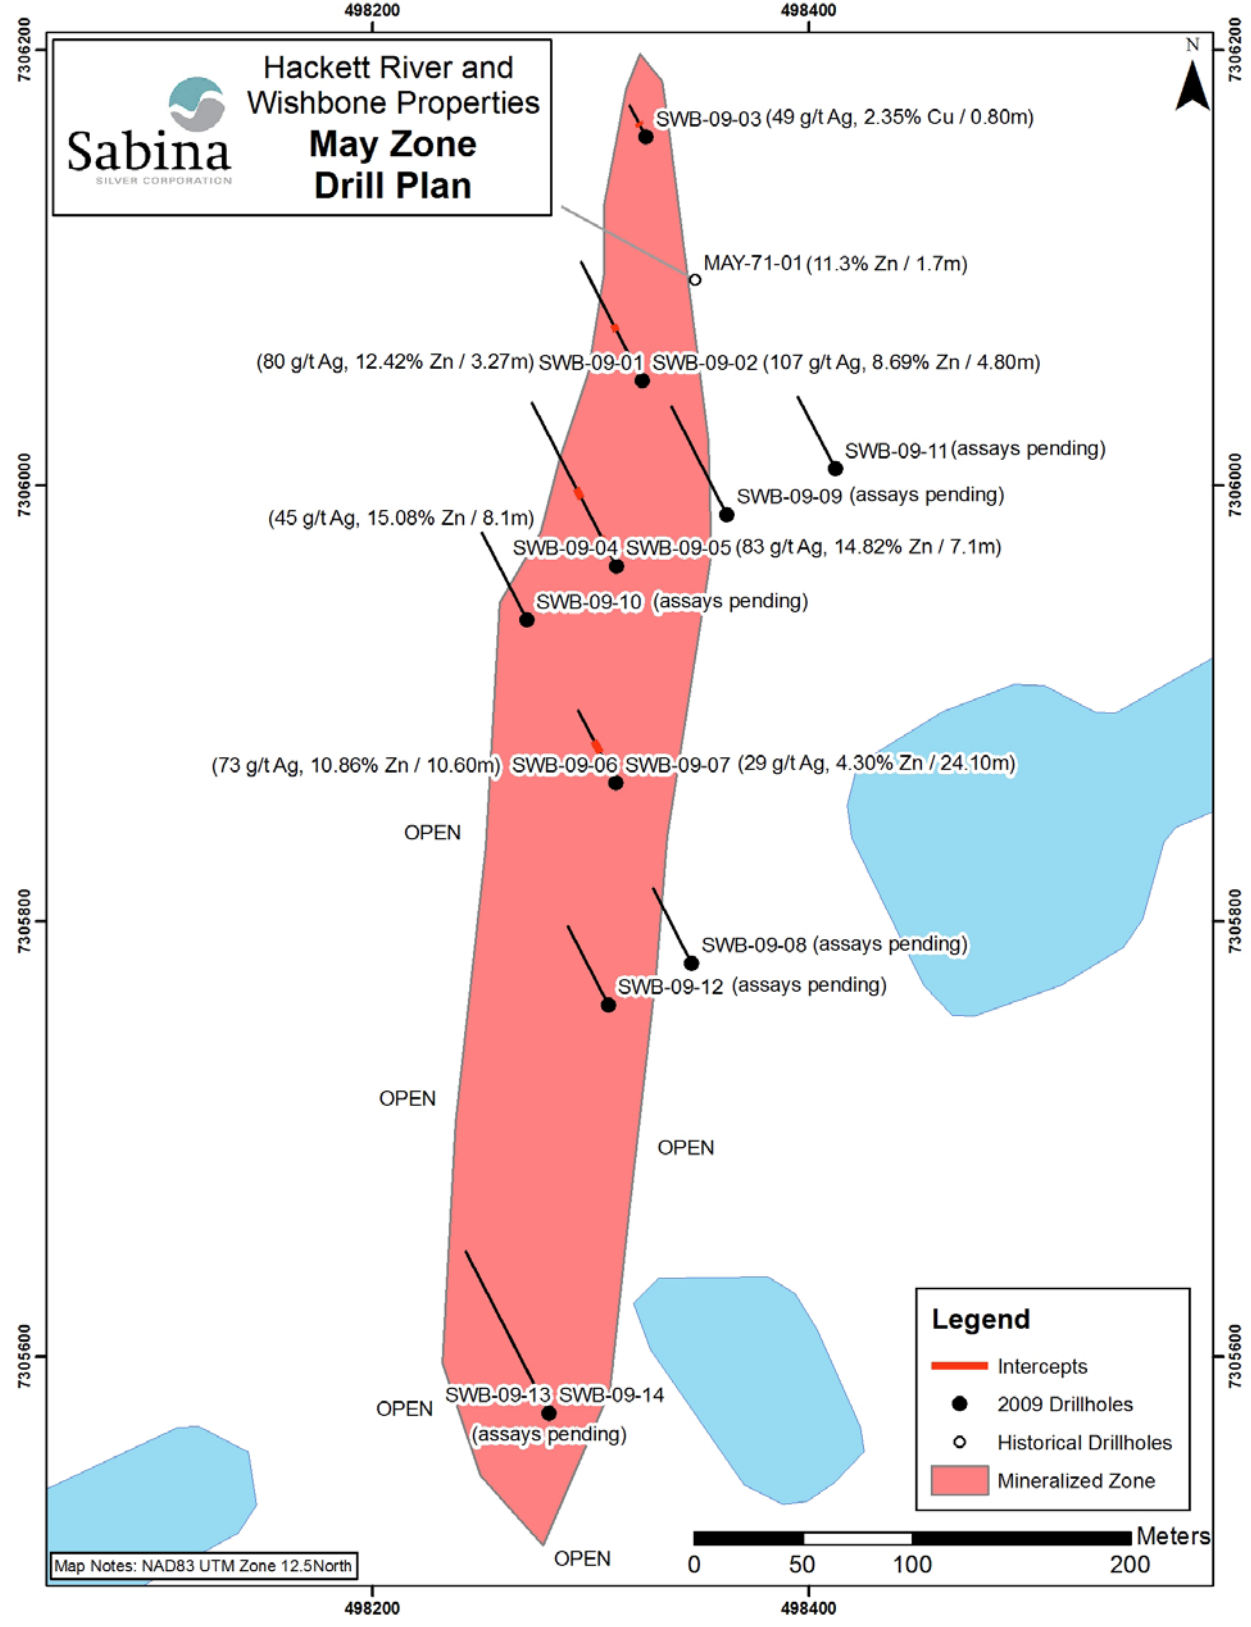 498200
498400
7306200
7306200
N
Sabina
SILVER CORPORATION
Hackett River and
Wishbone Properties
May Zone
Drill Plan
SWB-09-03 (49 g/t Ag, 2.35% Cu / 0.80m)
MAY-71-01 (11.3% Zn / 1.7m)
(80 g/t Ag, 12.42% Zn / 3.27m) SWB-09-01 SWB-09-02 (107 g/t Ag, 8.69% Zn / 4.80m)
SWB-09-11 (assays pending)
7306000
7306000
SWB-09-09 (assays pending)
(45 g/t Ag, 15.08% Zn / 8.1m)
SWB-09-04 SWB-09-05 (83 g/t Ag, 14.82% Zn / 7.1m)
SWB-09-10 (assays pending)
(73 g/t Ag, 10.86% Zn / 10.60m) SWB-09-06 SWB-09-07 (29 g/t Ag, 4.30% Zn / 24.10m)
OPEN
7305800
7305800
SWB-09-08 (assays pending)
SWB-09-12 (assays pending)
OPEN
OPEN
7305600
7305600
SWB-09-13 SWB-09-14
OPEN
(assays pending)
Legend
Intercepts
2009 Drillholes
Historical Drillholes
Mineralized Zone
OPEN
Meters
0 50 100 200
Map Notes: NAD83 UTM Zone 12.5North
498200
498400